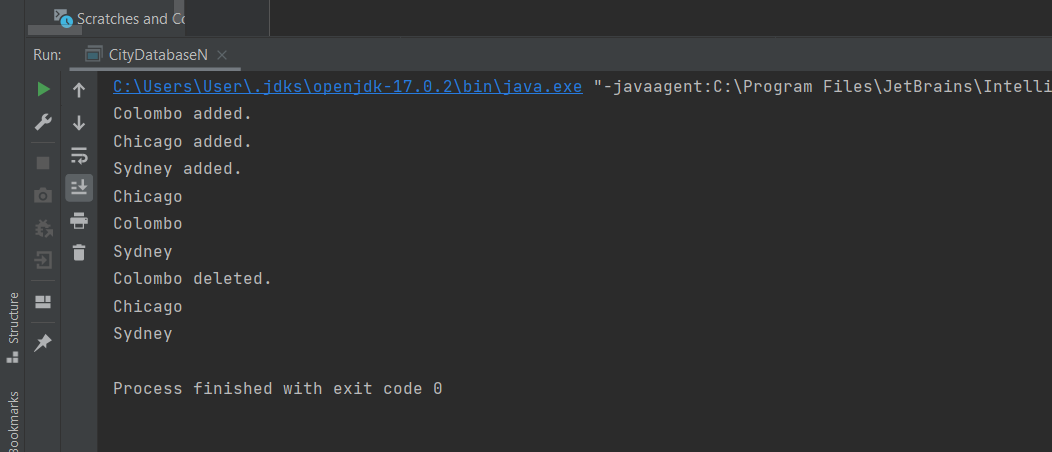 Scratches and Co
Run: CityDatabaseN
C:\Users\User\.jdks\openjdk-17.0.2\bin\java.exe "-javaagent:C:\Program Files\JetBrains\Intelli
Colombo added.
Chicago added.
Sydney added.
Chicago
Colombo
Sydney
Colombo deleted.
Chicago
Sydney
Process finished with exit code 0
Structure
Bookmarks